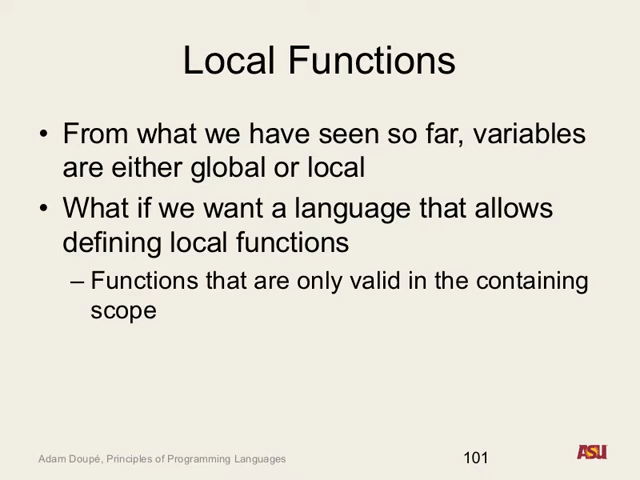 Local Functions
• From what we have seen so far, variables
are either global or local
• What if we want a language that allows
defining local functions
– Functions that are only valid in the containing
scope
Adam Doupé, Principles of Programming Languages
101
ASU